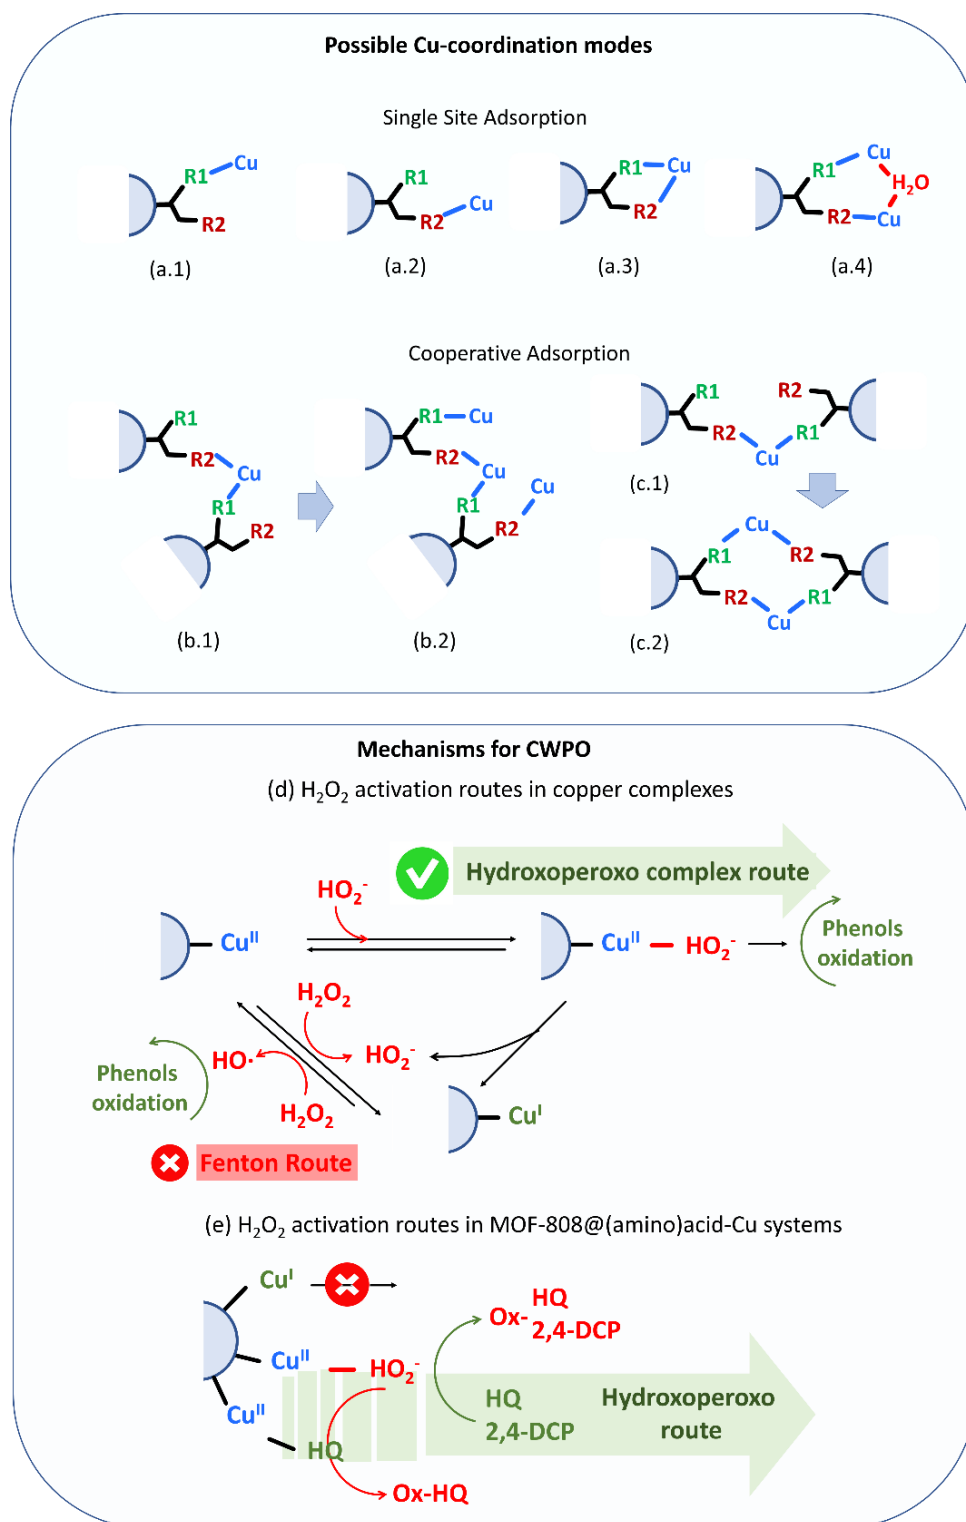 Possible Cu-coordination modes
Single Site Adsorption
R1 Cu
R2
(a.1)
R1
R2 Cu
(a.2)
R1 Cu
R2
(a.3)
R1 Cu
H₂O
R2 Cu
(a.4)
Cooperative Adsorption
R1
R2
Cu
R1
R2
(b.1)
R1 Cu
R2
Cu
Cu
R1
R2
(b.2)
R1
R2
R2
R1
Cu
(c.1)
Cu
R1
R2
R2
R1
Cu
(c.2)
Mechanisms for CWPO
(d) H₂O₂ activation routes in copper complexes
Hydroxoperoxo complex route
HO₂⁻
Cuᴵᴵ
Cuᴵᴵ HO₂⁻
Phenols
oxidation
H₂O₂
HO· HO₂⁻
Phenols
oxidation
H₂O₂
Cuᴵ
Fenton Route
(e) H₂O₂ activation routes in MOF-808@(amino)acid-Cu systems
Cuᴵ
Ox- HQ
2,4-DCP
Cuᴵᴵ HO₂⁻
Cuᴵᴵ
HQ
HQ
2,4-DCP
Hydroxoperoxo
route
Ox-HQ